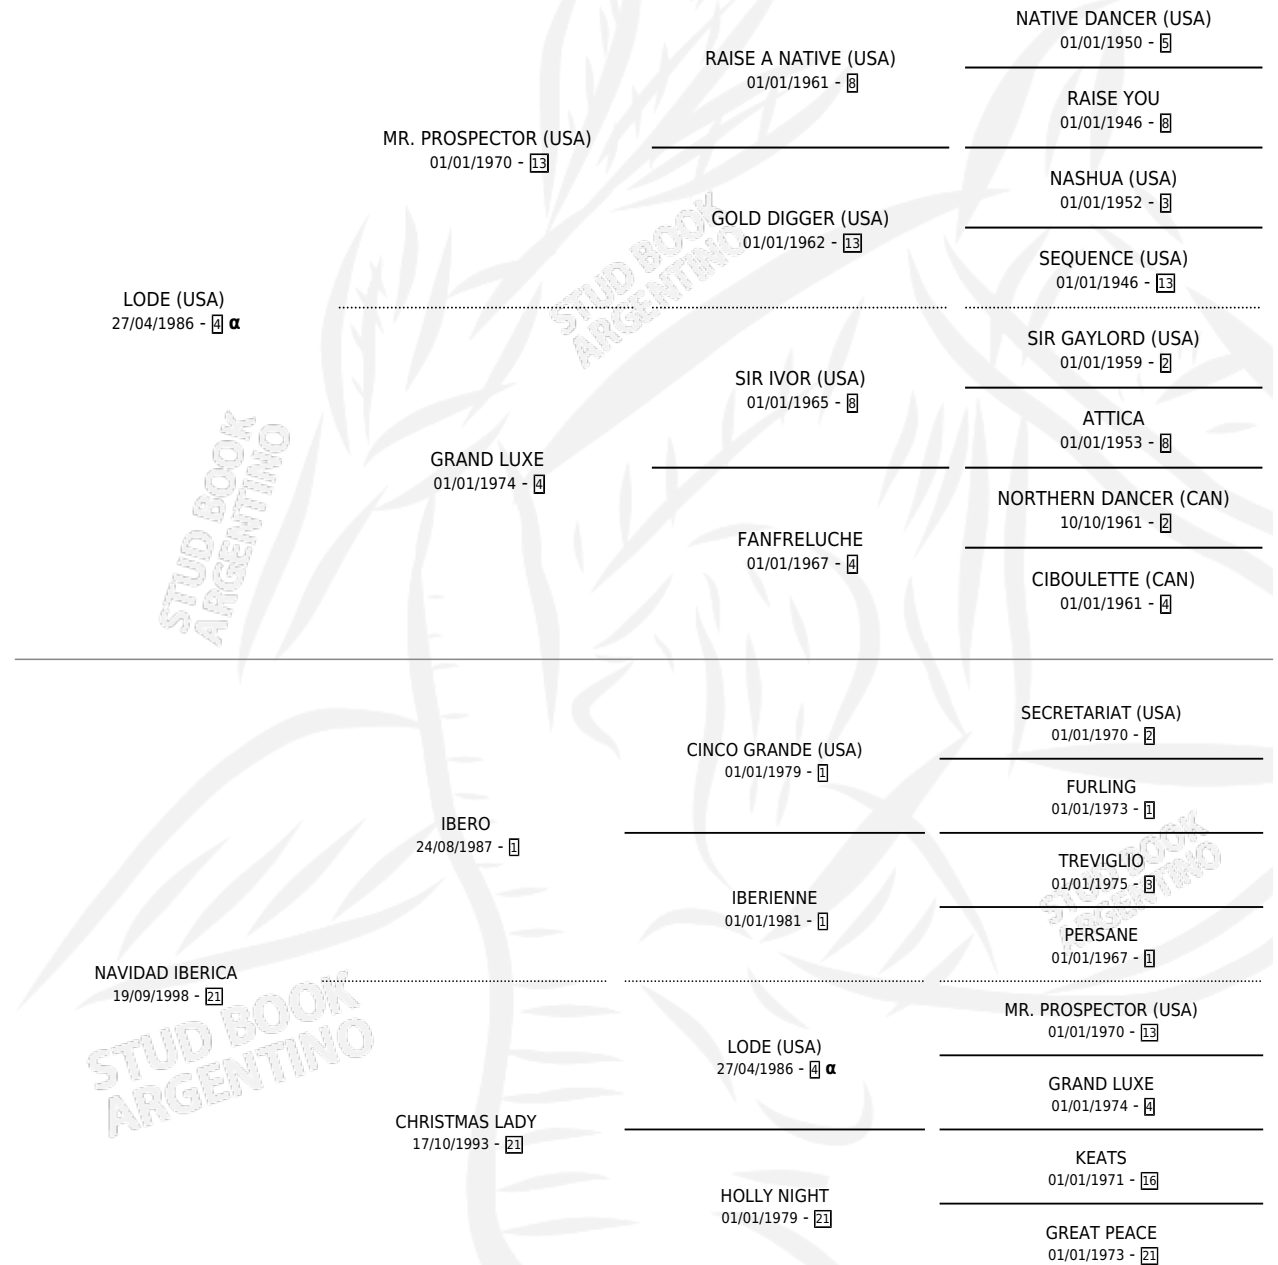 NATIVE DANCER (USA)
01/01/1950 - 5
RAISE A NATIVE (USA)
01/01/1961 - 8
RAISE YOU
01/01/1946 - 8
MR. PROSPECTOR (USA)
01/01/1970 - 13
NASHUA (USA)
01/01/1952 - 3
GOLD DIGGER (USA)
01/01/1962 - 13
SEQUENCE (USA)
01/01/1946 - 13
LODE (USA)
27/04/1986 - 4 α
SIR GAYLORD (USA)
01/01/1959 - 2
SIR IVOR (USA)
01/01/1965 - 8
ATTICA
01/01/1953 - 8
GRAND LUXE
01/01/1974 - 4
NORTHERN DANCER (CAN)
10/10/1961 - 2
FANFRELUCHE
01/01/1967 - 4
CIBOULETTE (CAN)
01/01/1961 - 4
STUD BOOK
ARGENTINO
STUD BOOK
ARGENTINO
SECRETARIAT (USA)
01/01/1970 - 2
CINCO GRANDE (USA)
01/01/1979 - 1
FURLING
01/01/1973 - 1
IBERO
24/08/1987 - 1
TREVIGLIO
01/01/1975 - 3
IBERIENNE
01/01/1981 - 1
PERSANE
01/01/1967 - 1
NAVIDAD IBERICA
19/09/1998 - 21
MR. PROSPECTOR (USA)
01/01/1970 - 13
LODE (USA)
27/04/1986 - 4 α
GRAND LUXE
01/01/1974 - 4
CHRISTMAS LADY
17/10/1993 - 21
KEATS
01/01/1971 - 16
HOLLY NIGHT
01/01/1979 - 21
GREAT PEACE
01/01/1973 - 21
STUD BOOK
ARGENTINO
STUD BOOK
ARGENTINO